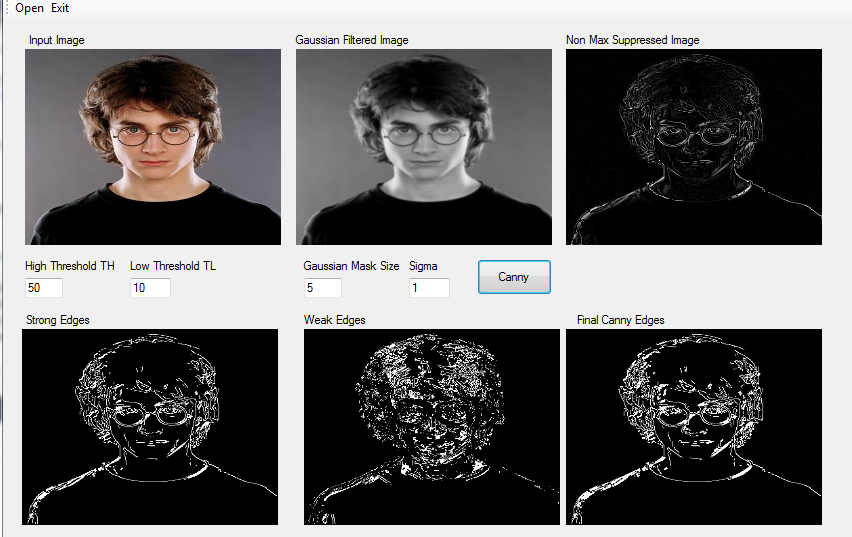 Open Exit
Input Image Gaussian Filtered Image Non Max Suppressed Image
High Threshold TH Low Threshold TL Gaussian Mask Size Sigma
50 10 5 1 Canny
Strong Edges Weak Edges Final Canny Edges